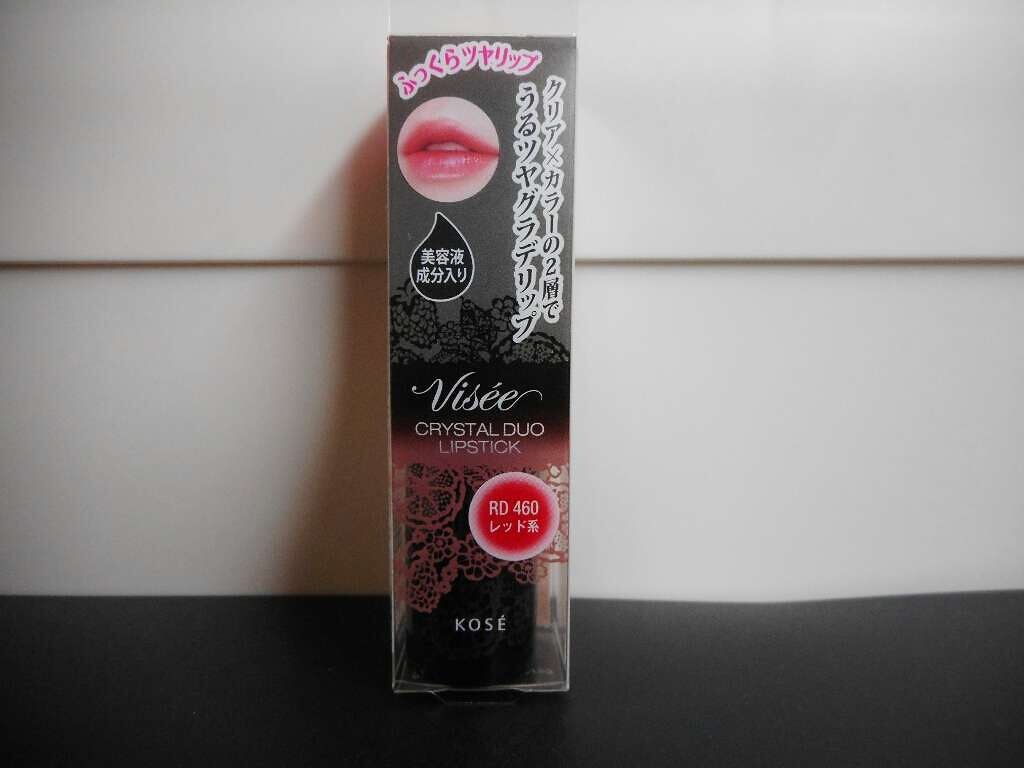 ふっくらツヤリップ
クリア×カラーの2層で
うるツヤグラデリップ
美容液
成分入り
Visée
CRYSTAL DUO
LIPSTICK
RD 460
レッド系
KOSÉ